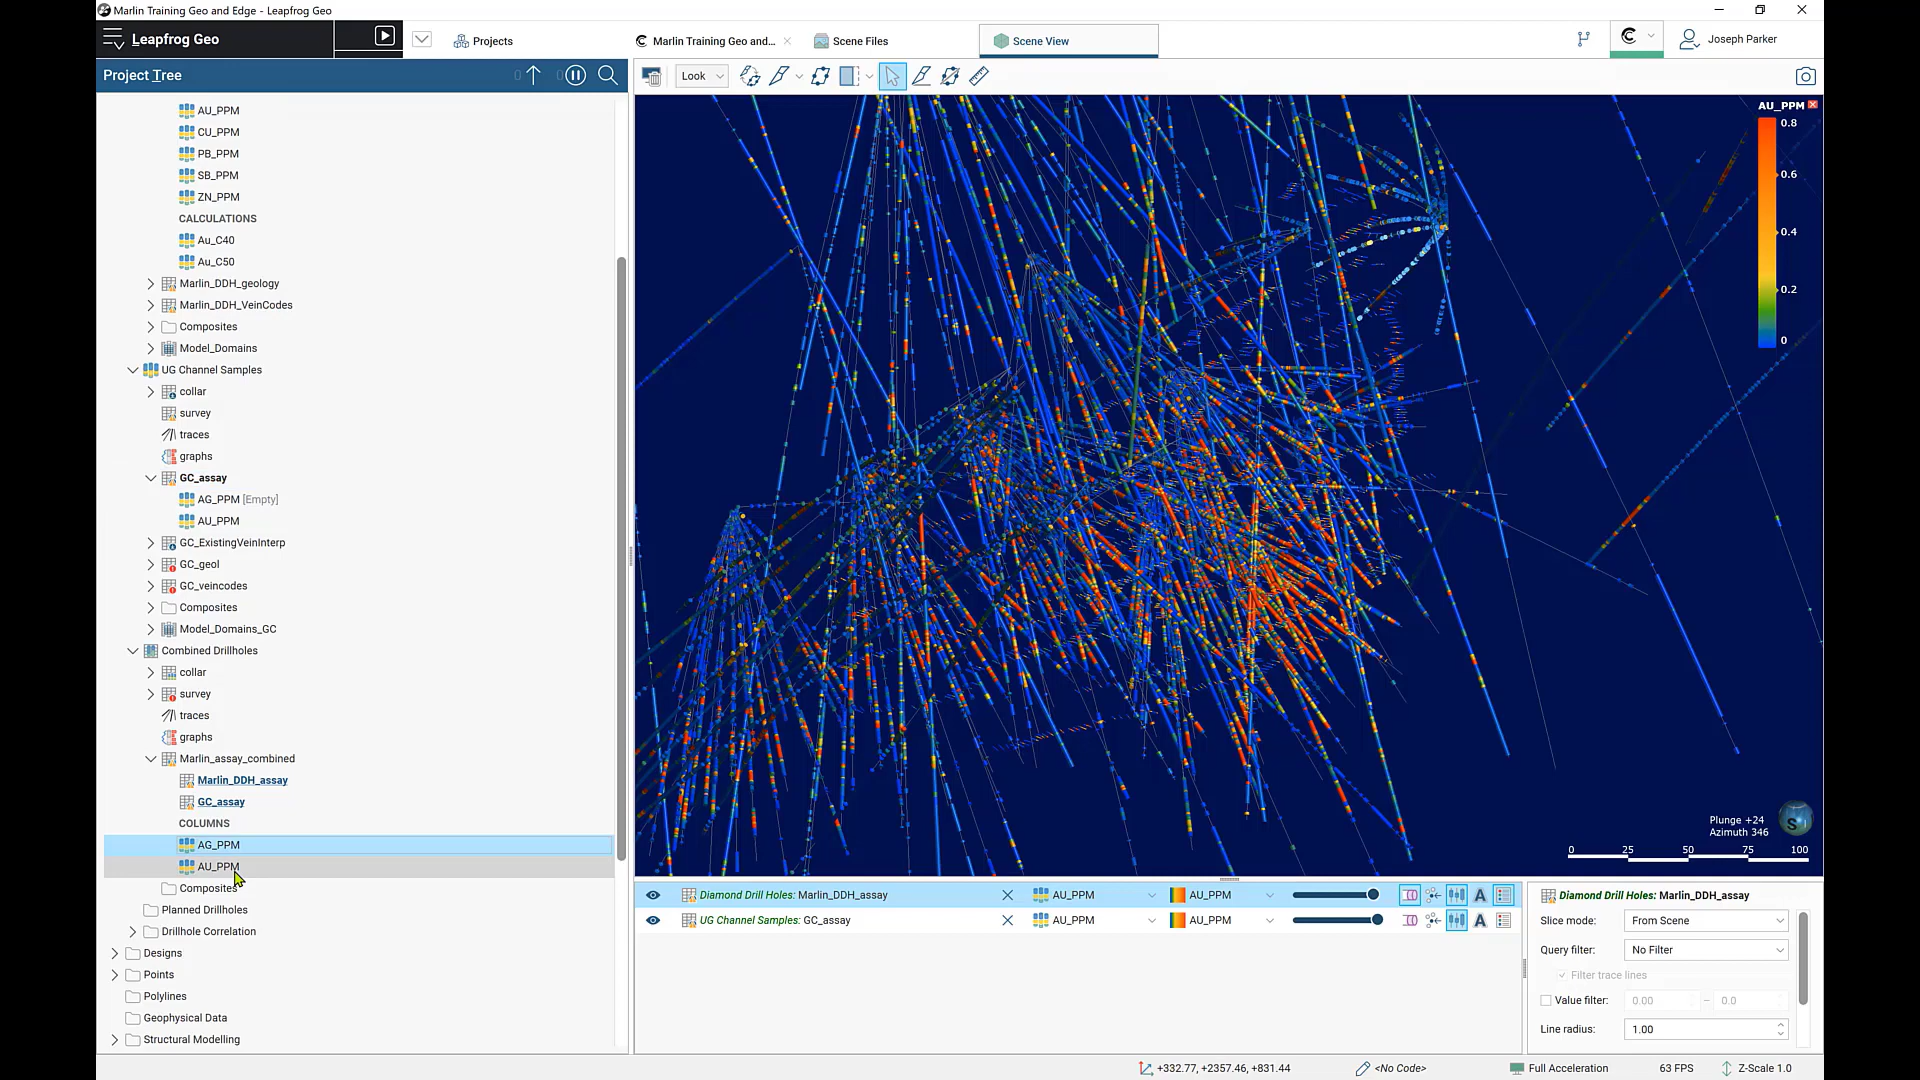 Marlin Training Geo and Edge - Leapfrog Geo
Leapfrog Geo
Projects
Marlin Training Geo and...
Scene Files
Scene View
Joseph Parker
Project Tree
0
0
Look
AU_PPM
CU_PPM
PB_PPM
SB_PPM
ZN_PPM
CALCULATIONS
Au_C40
Au_C50
Marlin_DDH_geology
Marlin_DDH_VeinCodes
Composites
Model_Domains
UG Channel Samples
collar
survey
traces
graphs
GC_assay
AG_PPM [Empty]
AU_PPM
GC_ExistingVeinInterp
GC_geol
GC_veincodes
Composites
Model_Domains_GC
Combined Drillholes
collar
survey
traces
graphs
Marlin_assay_combined
Marlin_DDH_assay
GC_assay
COLUMNS
AG_PPM
AU_PPM
Composites
Planned Drillholes
Drillhole Correlation
Designs
Points
Polylines
Geophysical Data
Structural Modelling
AU_PPM
0.8
0.6
0.4
0.2
0
Plunge +24
Azimuth 346
S
0 25 50 75 100
Diamond Drill Holes: Marlin_DDH_assay AU_PPM AU_PPM
UG Channel Samples: GC_assay AU_PPM AU_PPM
Diamond Drill Holes: Marlin_DDH_assay
Slice mode: From Scene
Query filter: No Filter
Filter trace lines
Value filter: 0.00 – 0.0
Line radius: 1.00
+332.77, +2357.46, +831.44
<No Code>
Full Acceleration
63 FPS
Z-Scale 1.0